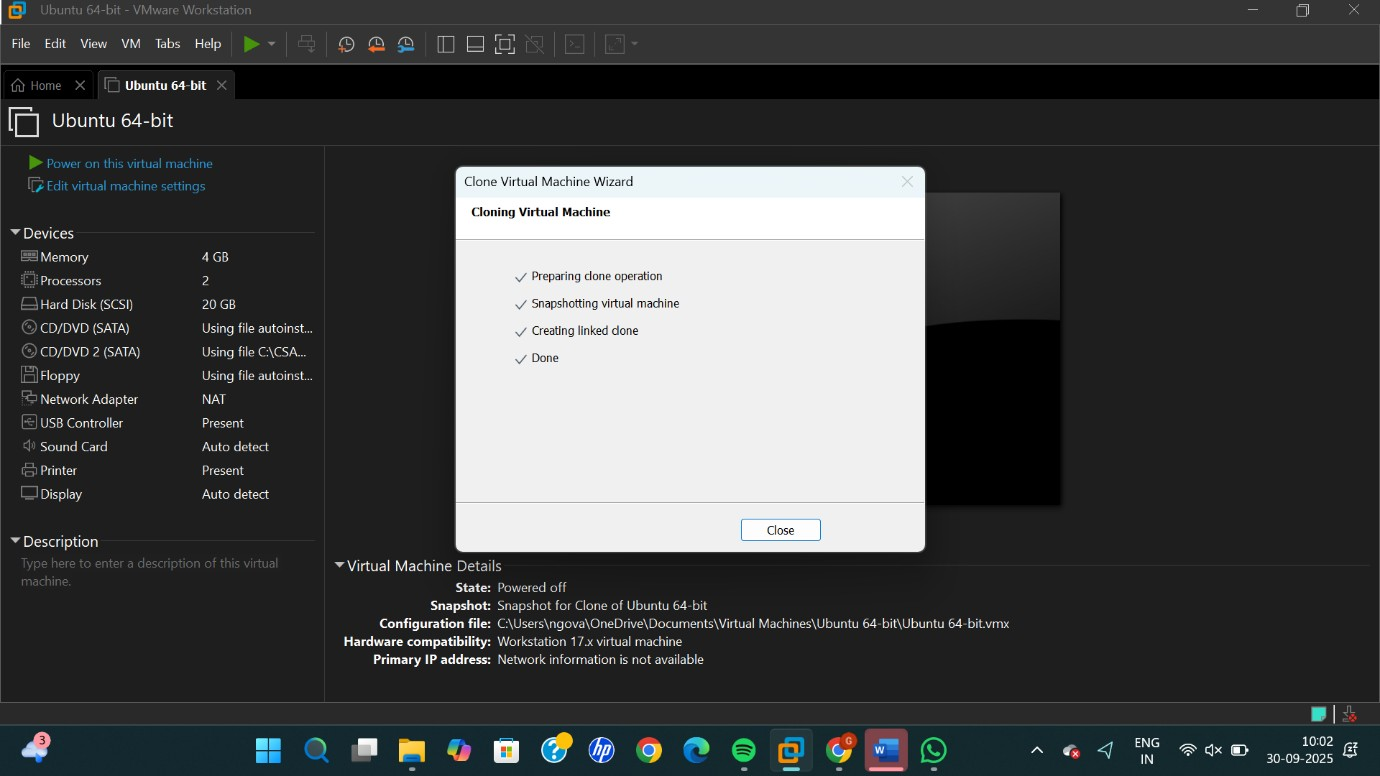 Ubuntu 64-bit - VMware Workstation
File Edit View VM Tabs Help
Home Ubuntu 64-bit
Ubuntu 64-bit
Power on this virtual machine
Edit virtual machine settings
Devices
Memory 4 GB
Processors 2
Hard Disk (SCSI) 20 GB
CD/DVD (SATA) Using file autoinst...
CD/DVD 2 (SATA) Using file C:\CSA...
Floppy Using file autoinst...
Network Adapter NAT
USB Controller Present
Sound Card Auto detect
Printer Present
Display Auto detect
Description
Type here to enter a description of this virtual
machine.
Clone Virtual Machine Wizard
Cloning Virtual Machine
Preparing clone operation
Snapshotting virtual machine
Creating linked clone
Done
Close
Virtual Machine Details
State: Powered off
Snapshot: Snapshot for Clone of Ubuntu 64-bit
Configuration file: C:\Users\ngova\OneDrive\Documents\Virtual Machines\Ubuntu 64-bit\Ubuntu 64-bit.vmx
Hardware compatibility: Workstation 17.x virtual machine
Primary IP address: Network information is not available
3
hp
G
W
ENG
IN
10:02
30-09-2025